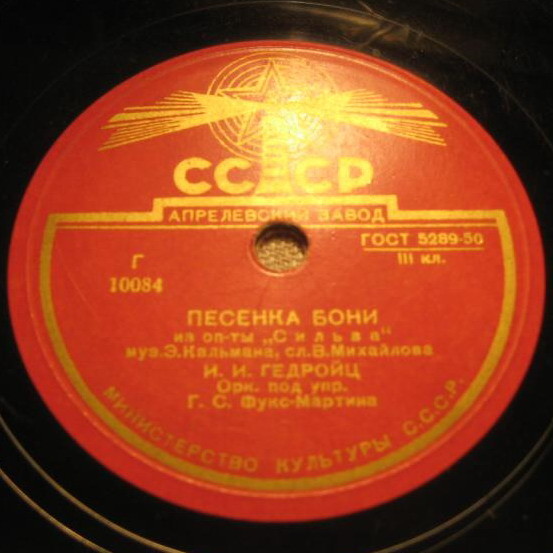 СССР
АПРЕЛЕВСКИЙ ЗАВОД
ГОСТ 5289-50
III кл.
Г
10084
ПЕСЕНКА БОНИ
из оп-ты „Сильва"
муз. Э. Кальмана, сл. В. Михайлова
И. И. ГЕДРОЙЦ
Орк. под упр.
Г. С. Фукс-Мартина
МИНИСТЕРСТВО КУЛЬТУРЫ С.С.С.Р.